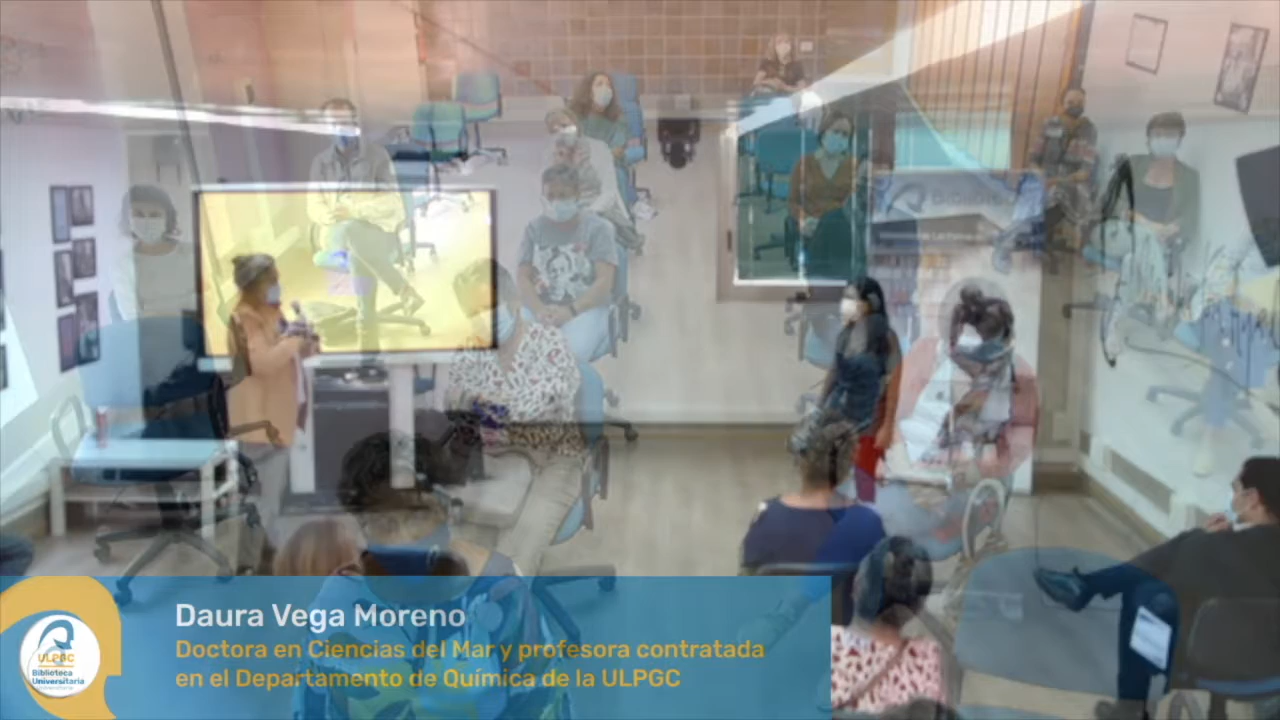 Daura Vega Moreno
Doctora en Ciencias del Mar y profesora contratada
en el Departamento de Química de la ULPGC
ULPGC
Biblioteca
Universitaria